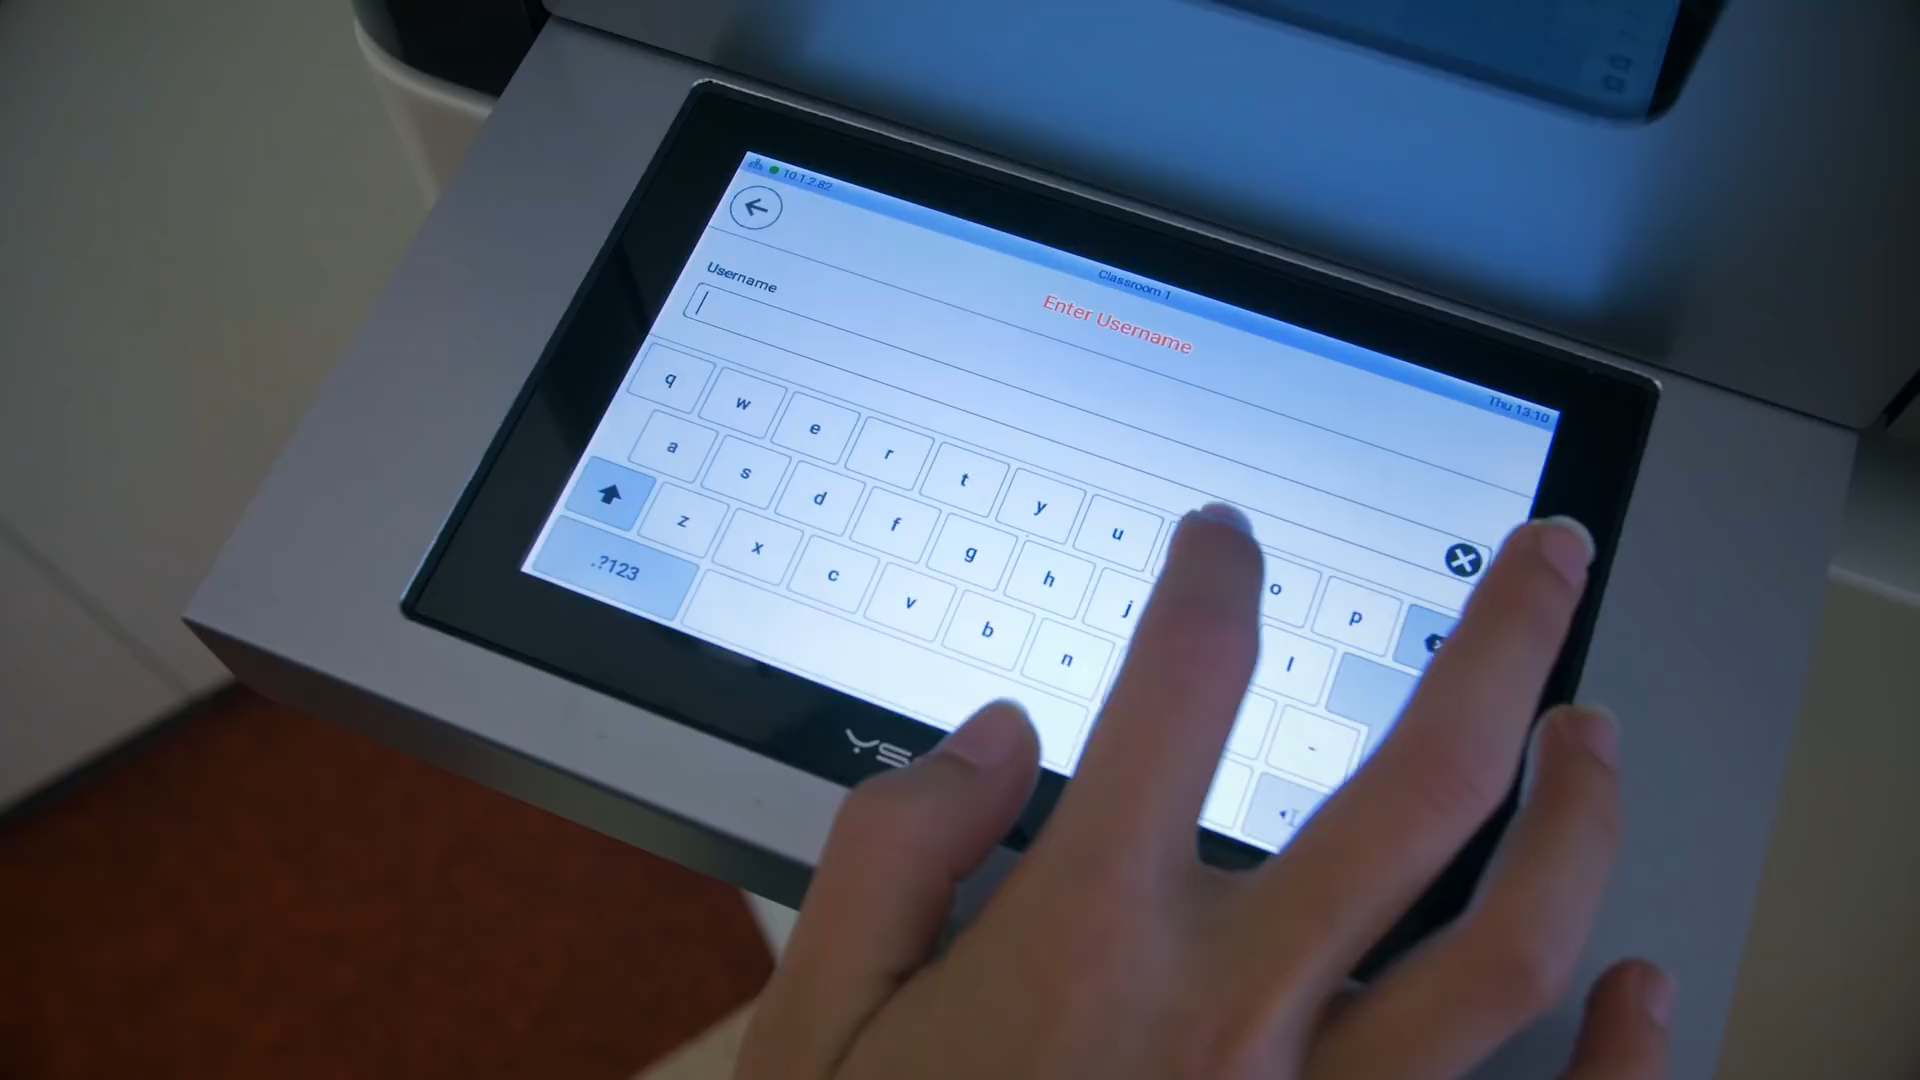 10.1.2.82
Classroom 1
Thu 13:10
Enter Username
Username
q w e r t y u o p
a s d f g h j l
z x c v b n -
.?123